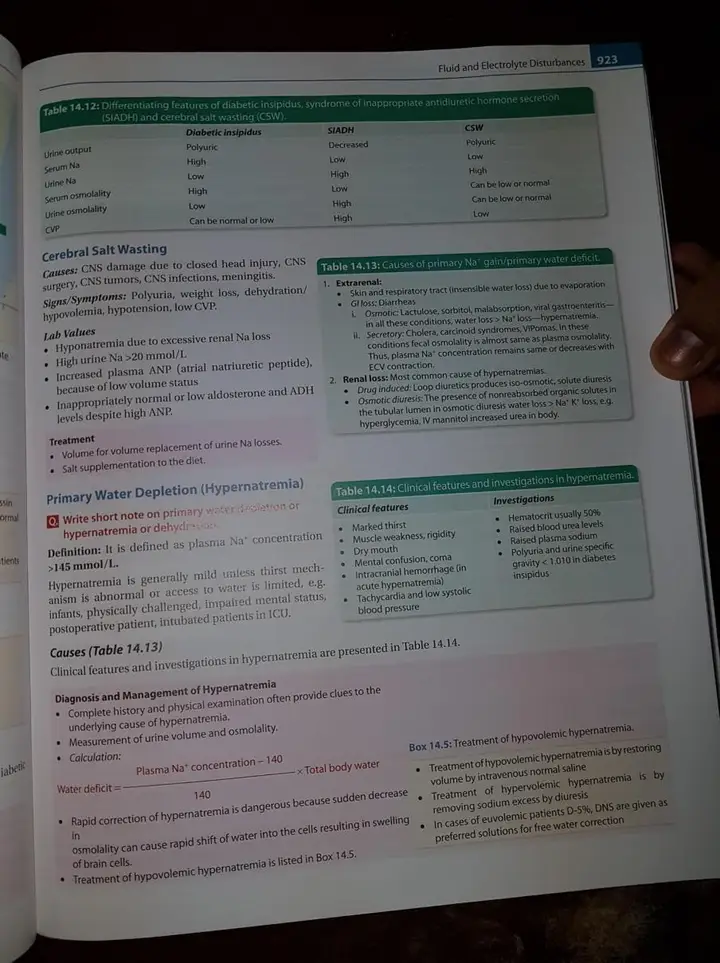 Fluid and Electrolyte Disturbances 923
Table 14.12: Differentiating features of diabetic insipidus, syndrome of inappropriate antidiuretic hormone secretion
(SIADH) and cerebral salt wasting (CSW).
Diabetic insipidus SIADH CSW
Urine output Polyuric Decreased Polyuric
Serum Na High Low Low
Urine Na Low High High
Serum osmolality High Low Can be low or normal
Urine osmolality Low High Can be low or normal
CVP Can be normal or low High Low
Cerebral Salt Wasting
Causes: CNS damage due to closed head injury, CNS
surgery, CNS tumors, CNS infections, meningitis.
Signs/Symptoms: Polyuria, weight loss, dehydration/
hypovolemia, hypotension, low CVP.
Lab Values
• Hyponatremia due to excessive renal Na loss
• High urine Na >20 mmol/L
• Increased plasma ANP (atrial natriuretic peptide),
because of low volume status
• Inappropriately normal or low aldosterone and ADH
levels despite high ANP.
Treatment
• Volume for volume replacement of urine Na losses.
• Salt supplementation to the diet.
Table 14.13: Causes of primary Na⁺ gain/primary water deficit.
1. Extrarenal:
• Skin and respiratory tract (insensible water loss) due to evaporation
• GI loss: Diarrheas
i. Osmotic: Lactulose, sorbitol, malabsorption, viral gastroenteritis—
in all these conditions, water loss > Na⁺ loss—hypernatremia.
ii. Secretory: Cholera, carcinoid syndromes, VIPomas. In these
conditions fecal osmolality is almost same as plasma osmolality.
Thus, plasma Na⁺ concentration remains same or decreases with
ECV contraction.
2. Renal loss: Most common cause of hypernatremias.
• Drug induced: Loop diuretics produces iso-osmotic, solute diuresis
• Osmotic diuresis: The presence of nonreabsorbed organic solutes in
the tubular lumen in osmotic diuresis water loss > Na⁺ K⁺ loss, e.g.
hyperglycemia, IV mannitol increased urea in body.
Primary Water Depletion (Hypernatremia)
Q. Write short note on primary water depletion or
hypernatremia or dehydration.
Definition: It is defined as plasma Na⁺ concentration
>145 mmol/L.
Hypernatremia is generally mild unless thirst mech-
anism is abnormal or access to water is limited, e.g.
infants, physically challenged, impaired mental status,
postoperative patient, intubated patients in ICU.
Table 14.14: Clinical features and investigations in hypernatremia.
Clinical features
• Marked thirst
• Muscle weakness, rigidity
• Dry mouth
• Mental confusion, coma
• Intracranial hemorrhage (in
acute hypernatremia)
• Tachycardia and low systolic
blood pressure
Investigations
• Hematocrit usually 50%
• Raised blood urea levels
• Raised plasma sodium
• Polyuria and urine specific
gravity < 1.010 in diabetes
insipidus
Causes (Table 14.13)
Clinical features and investigations in hypernatremia are presented in Table 14.14.
Diagnosis and Management of Hypernatremia
• Complete history and physical examination often provide clues to the
underlying cause of hypernatremia.
• Measurement of urine volume and osmolality.
• Calculation:
Water deficit = Plasma Na⁺ concentration – 140 / 140 × Total body water
• Rapid correction of hypernatremia is dangerous because sudden decrease
in
osmolality can cause rapid shift of water into the cells resulting in swelling
of brain cells.
• Treatment of hypovolemic hypernatremia is listed in Box 14.5.
Box 14.5: Treatment of hypovolemic hypernatremia.
• Treatment of hypovolemic hypernatremia is by restoring
volume by intravenous normal saline
• Treatment of hypervolemic hypernatremia is by
removing sodium excess by diuresis
• In cases of euvolemic patients D-5%, DNS are given as
preferred solutions for free water correction